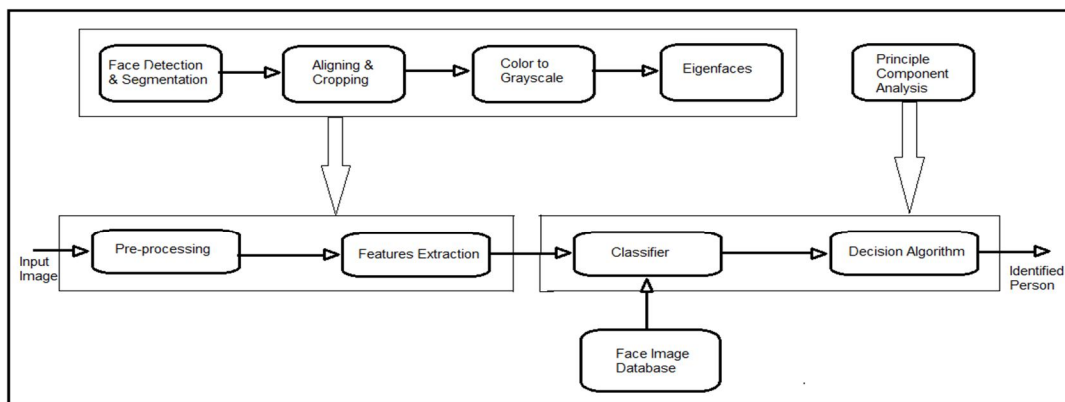 Face Detection
& Segmentation
Aligning &
Cropping
Color to
Grayscale
Eigenfaces
Principle
Component
Analysis
Input
Image
Pre-processing
Features Extraction
Classifier
Decision Algorithm
Identified
Person
Face Image
Database